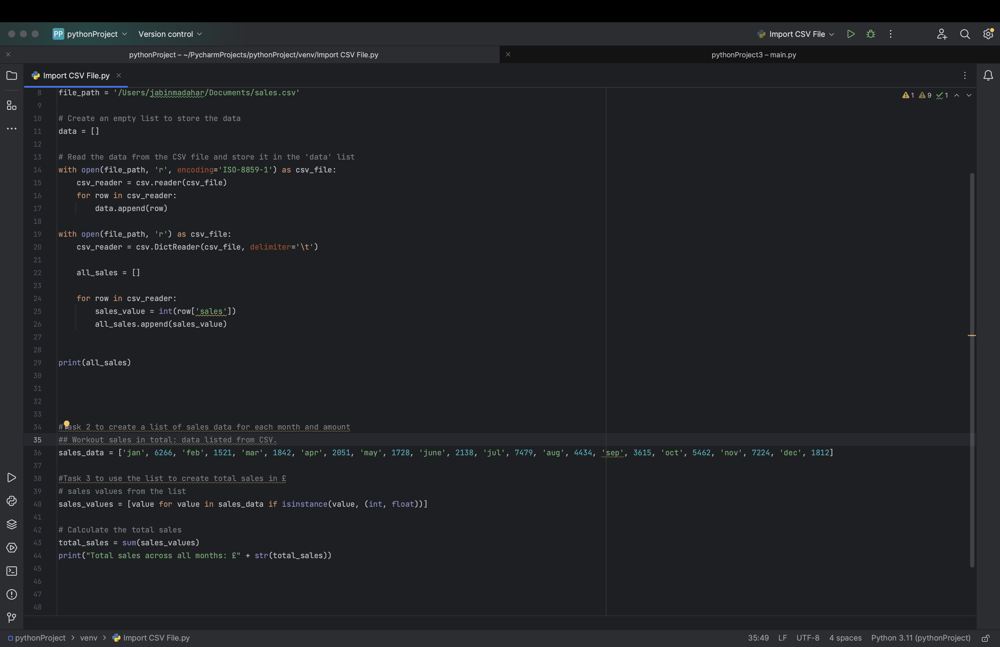 PP pythonProject Version control Import CSV File
pythonProject – ~/PycharmProjects/pythonProject/venv/Import CSV File.py pythonProject3 – main.py
Import CSV File.py
1 9 1
8 file_path = '/Users/jabinmadahar/Documents/sales.csv'
9
10 # Create an empty list to store the data
11 data = []
12
13 # Read the data from the CSV file and store it in the 'data' list
14 with open(file_path, 'r', encoding='ISO-8859-1') as csv_file:
15     csv_reader = csv.reader(csv_file)
16     for row in csv_reader:
17         data.append(row)
18
19 with open(file_path, 'r') as csv_file:
20     csv_reader = csv.DictReader(csv_file, delimiter='\t')
21
22     all_sales = []
23
24     for row in csv_reader:
25         sales_value = int(row['sales'])
26         all_sales.append(sales_value)
27
28
29 print(all_sales)
30
31
32
33
34 #Task 2 to create a list of sales data for each month and amount
35 ## Workout sales in total: data listed from CSV.
36 sales_data = ['jan', 6266, 'feb', 1521, 'mar', 1842, 'apr', 2051, 'may', 1728, 'june', 2138, 'jul', 7479, 'aug', 4434, 'sep', 3615, 'oct', 5462, 'nov', 7224, 'dec', 1812]
37
38 #Task 3 to use the list to create total sales in £
39 # sales values from the list
40 sales_values = [value for value in sales_data if isinstance(value, (int, float))]
41
42 # Calculate the total sales
43 total_sales = sum(sales_values)
44 print("Total sales across all months: £" + str(total_sales))
45
46
47
48
pythonProject > venv > Import CSV File.py 35:49 LF UTF-8 4 spaces Python 3.11 (pythonProject)